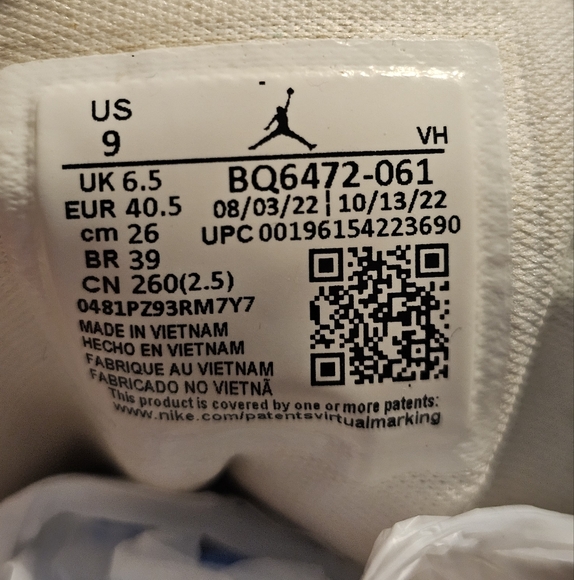 US
9
VH
UK 6.5
BQ6472-061
EUR 40.5
08/03/22 | 10/13/22
cm 26
UPC 00196154223690
BR 39
CN 260(2.5)
0481PZ93RM7Y7
MADE IN VIETNAM
HECHO EN VIETNAM
FABRIQUE AU VIETNAM
FABRICADO NO VIETNÃ
This product is covered by one or more patents:
www.nike.com/patentsvirtualmarking